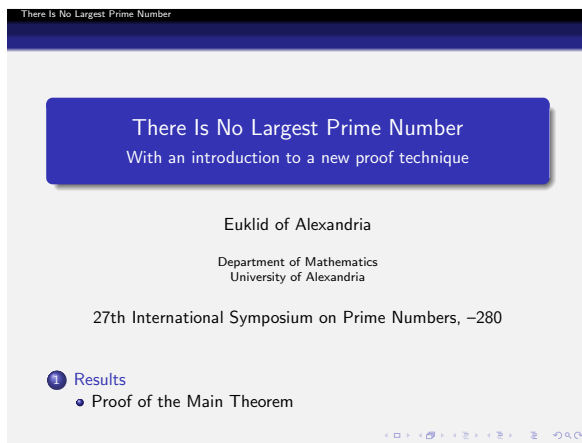 There Is No Largest Prime Number
There Is No Largest Prime Number
With an introduction to a new proof technique
Euklid of Alexandria
Department of Mathematics
University of Alexandria
27th International Symposium on Prime Numbers, –280
1 Results
Proof of the Main Theorem